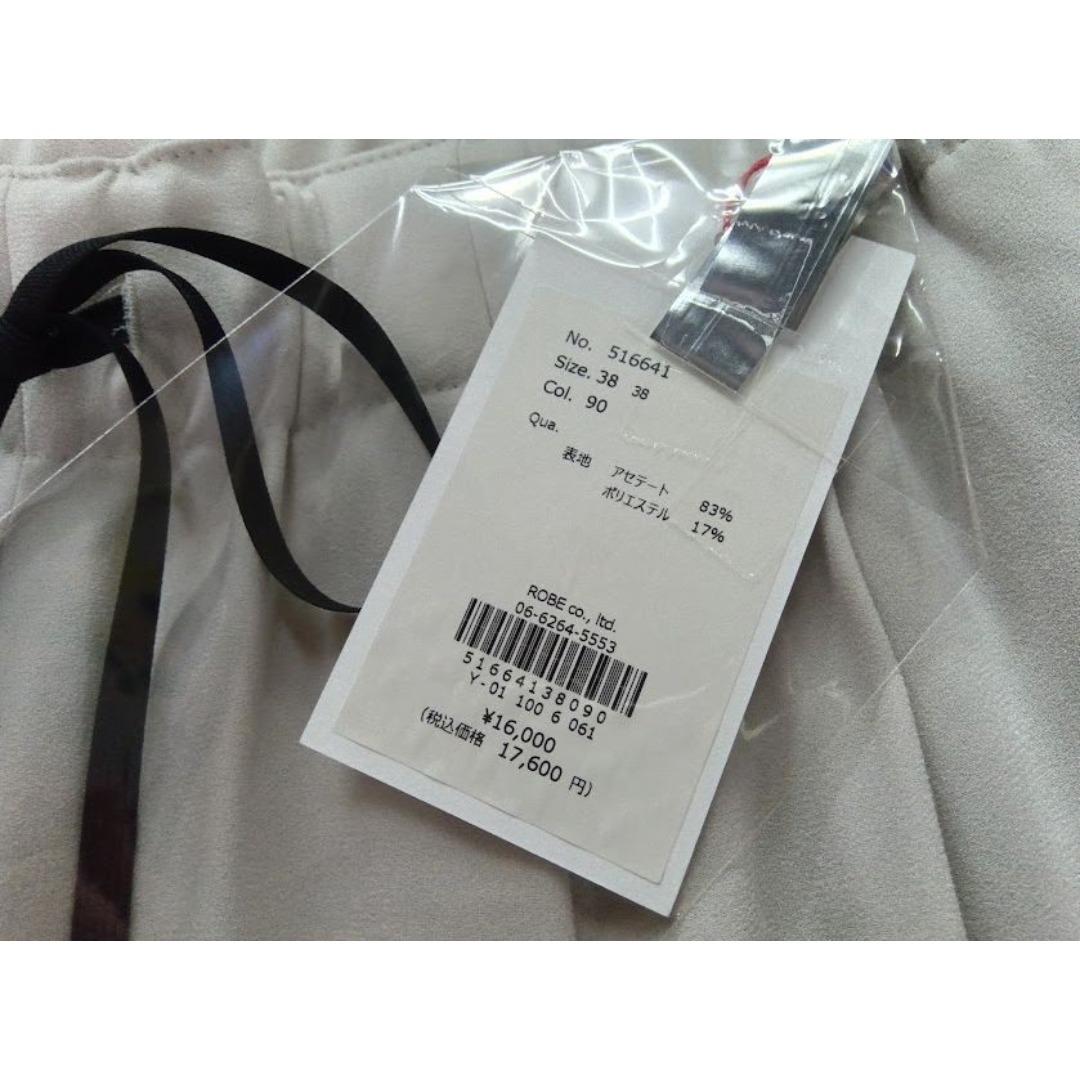 No. 516641
Size. 38 38
Col. 90
Qua.
表地 アセテート 83%
ポリエステル 17%
ROBE co., ltd.
06-6264-5553
51664138090
Y-01 100 6 061
¥16,000
(税込価格 17,600 円)